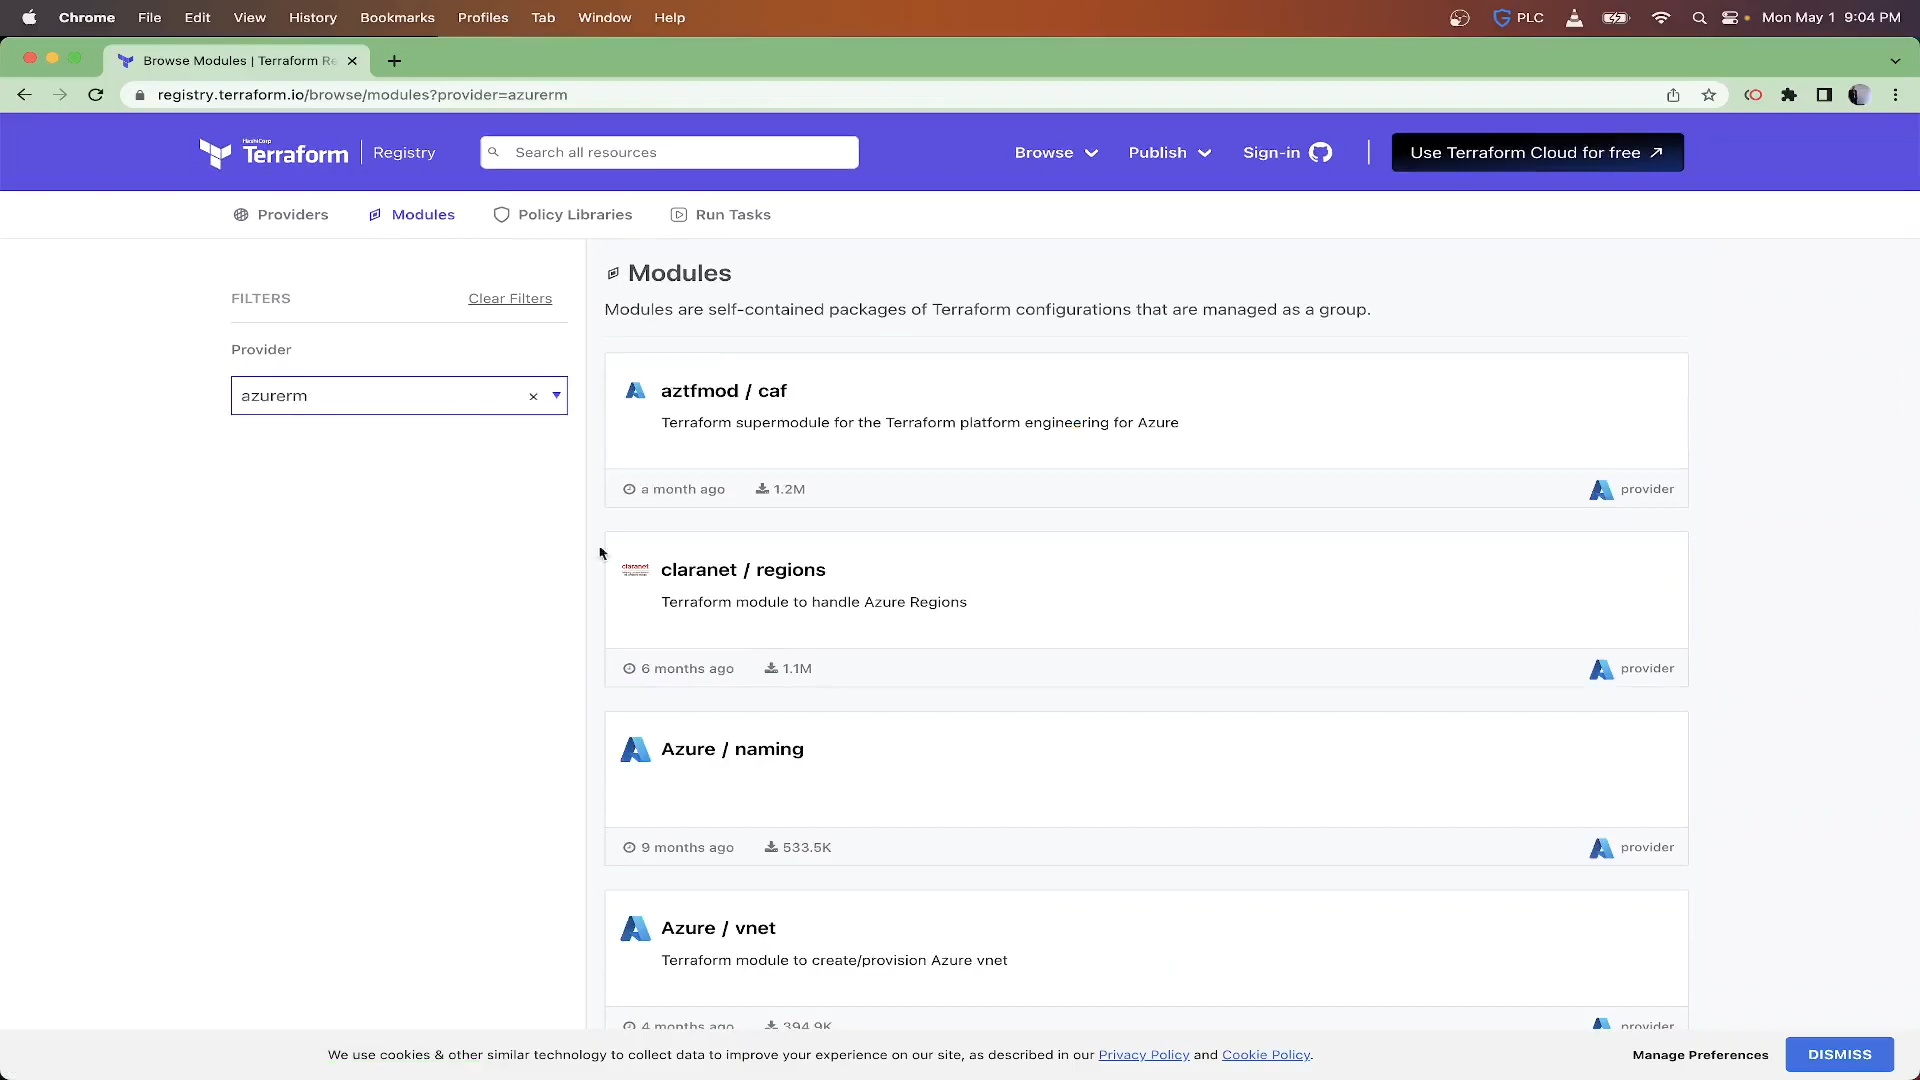 Chrome File Edit View History Bookmarks Profiles Tab Window Help PLC Mon May 1 9:04 PM
Browse Modules | Terraform Re
registry.terraform.io/browse/modules?provider=azurerm
HashiCorp
Terraform Registry Search all resources Browse Publish Sign-in Use Terraform Cloud for free
Providers Modules Policy Libraries Run Tasks
FILTERS Clear Filters
Provider
azurerm
Modules
Modules are self-contained packages of Terraform configurations that are managed as a group.
aztfmod / caf
Terraform supermodule for the Terraform platform engineering for Azure
a month ago 1.2M provider
claranet
claranet / regions
Terraform module to handle Azure Regions
6 months ago 1.1M provider
Azure / naming
9 months ago 533.5K provider
Azure / vnet
Terraform module to create/provision Azure vnet
4 months ago 394.9K provider
We use cookies & other similar technology to collect data to improve your experience on our site, as described in our Privacy Policy and Cookie Policy. Manage Preferences DISMISS